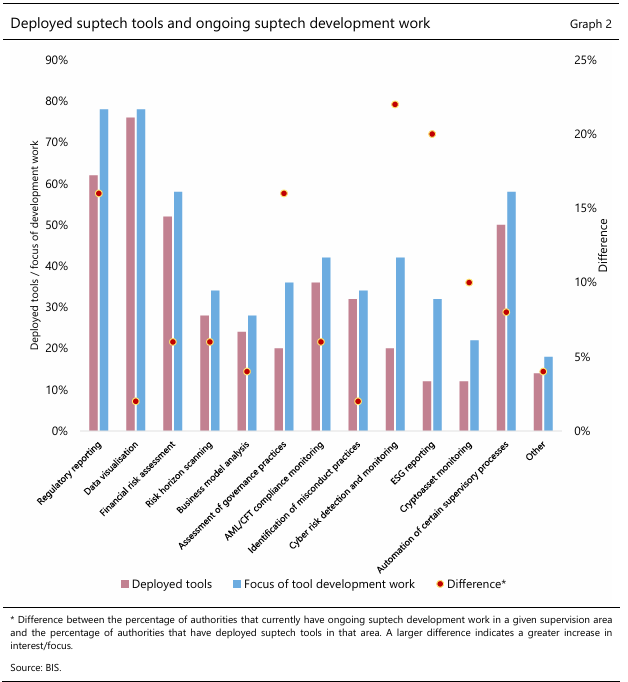 Deployed suptech tools and ongoing suptech development work
Graph 2
90%
80%
70%
60%
50%
40%
30%
20%
10%
0%
Deployed tools / focus of development work
25%
20%
15%
10%
5%
0%
Difference
Regulatory reporting
Data visualisation
Financial risk assessment
Risk horizon scanning
Business model analysis
Assessment of governance practices
AML/CFT compliance monitoring
Identification of misconduct practices
Cyber risk detection and monitoring
ESG reporting
Cryptoasset monitoring
Automation of certain supervisory processes
Other
Deployed tools
Focus of tool development work
Difference*
* Difference between the percentage of authorities that currently have ongoing suptech development work in a given supervision area
and the percentage of authorities that have deployed suptech tools in that area. A larger difference indicates a greater increase in
interest/focus.
Source: BIS.